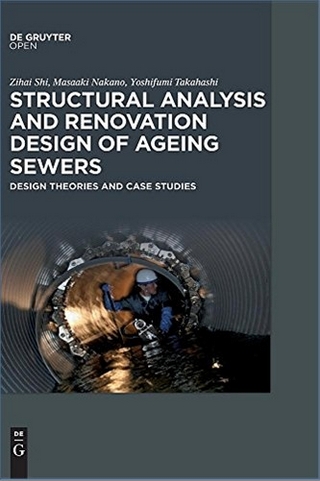 DE GRUYTER
OPEN
Zihai Shi, Masaaki Nakano, Yoshifumi Takahashi
STRUCTURAL ANALYSIS
AND RENOVATION
DESIGN OF AGEING
SEWERS
DESIGN THEORIES AND CASE STUDIES
DE
G